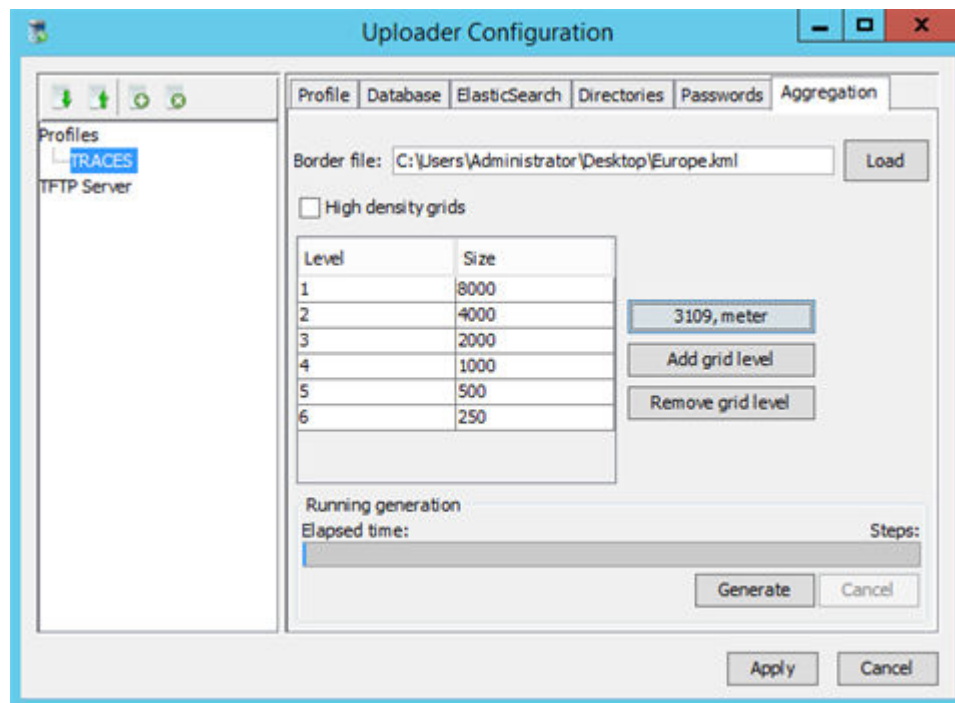 Uploader Configuration
Profile Database ElasticSearch Directories Passwords Aggregation
Profiles
TRACES
TFTP Server
Border file: C:\Users\Administrator\Desktop\Europe.kml Load
High density grids
Level Size
1 8000
2 4000
3 2000
4 1000
5 500
6 250
3109, meter
Add grid level
Remove grid level
Running generation
Elapsed time: Steps:
Generate Cancel
Apply Cancel